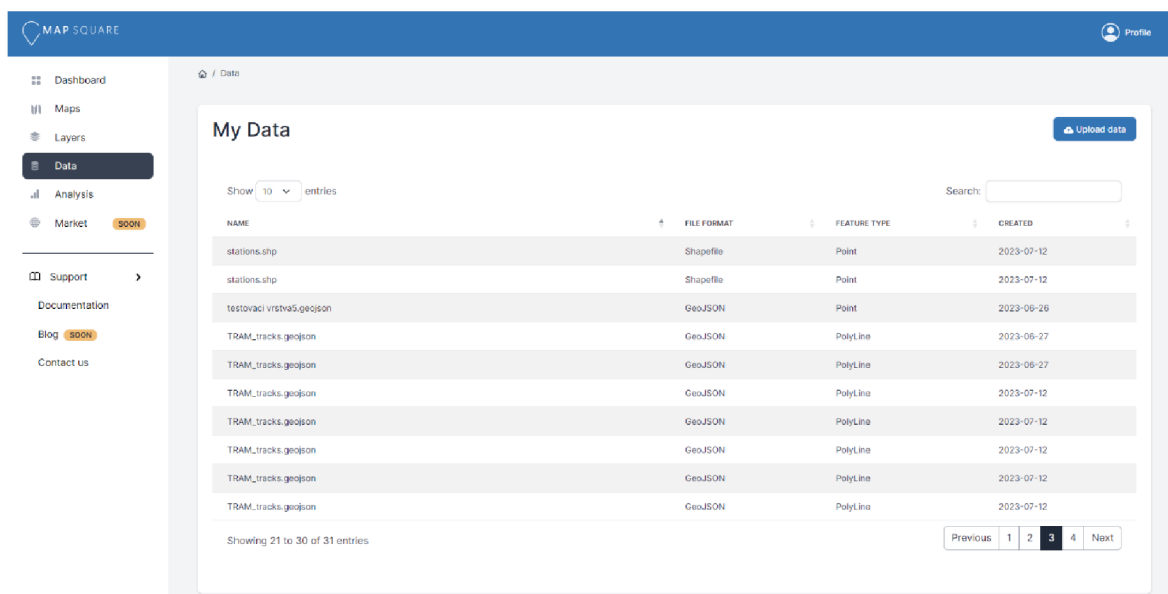 MAP SQUARE
Profile
Dashboard
Maps
Layers
Data
Analysis
Market SOON
Support
Documentation
Blog SOON
Contact us
/ Data
My Data
Upload data
Show 10 entries
Search:
NAME FILE FORMAT FEATURE TYPE CREATED
stations.shp Shapefile Point 2023-07-12
stations.shp Shapefile Point 2023-07-12
testovaci vrstva5.geojson GeoJSON Point 2023-06-26
TRAM_tracks.geojson GeoJSON PolyLine 2023-06-27
TRAM_tracks.geojson GeoJSON PolyLine 2023-06-27
TRAM_tracks.geojson GeoJSON PolyLine 2023-07-12
TRAM_tracks.geojson GeoJSON PolyLine 2023-07-12
TRAM_tracks.geojson GeoJSON PolyLine 2023-07-12
TRAM_tracks.geojson GeoJSON PolyLine 2023-07-12
TRAM_tracks.geojson GeoJSON PolyLine 2023-07-12
Showing 21 to 30 of 31 entries
Previous 1 2 3 4 Next